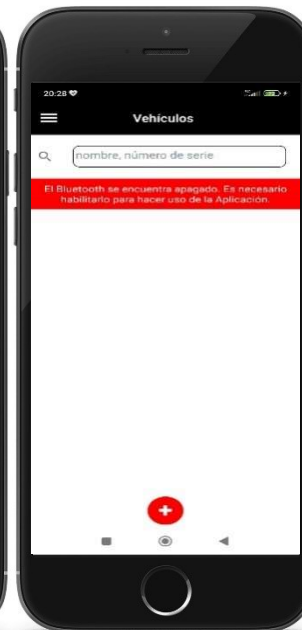 20:28
Vehículos
nombre, número de serie
El Bluetooth se encuentra apagado. Es necesario
habilitarlo para hacer uso de la Aplicación.